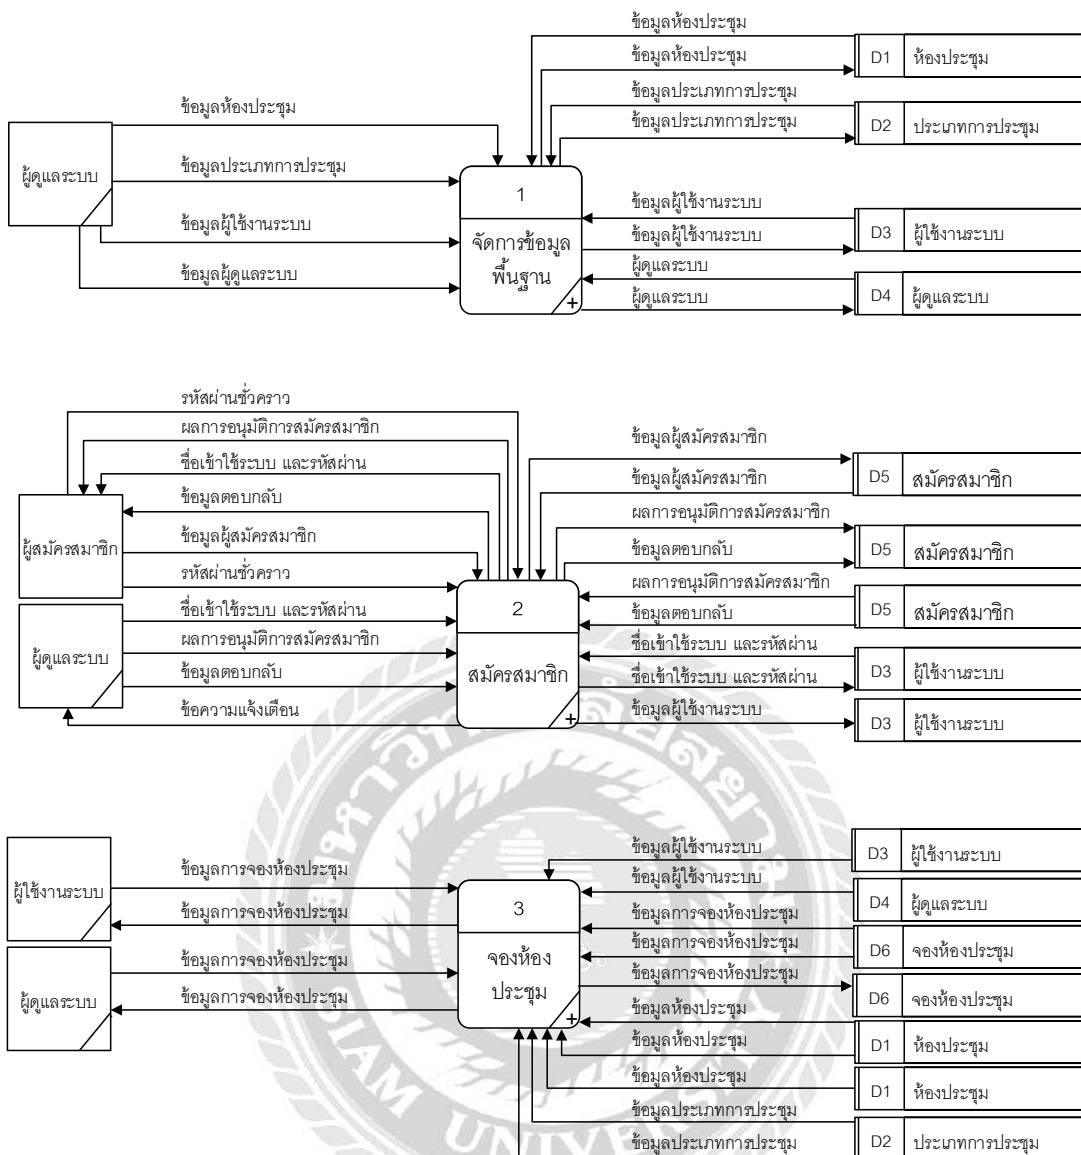 ข้อมูลห้องประชุม
ข้อมูลห้องประชุม
D1 ห้องประชุม
ข้อมูลประเภทการประชุม
ข้อมูลประเภทการประชุม
D2 ประเภทการประชุม
ข้อมูลห้องประชุม
ผู้ดูแลระบบ
ข้อมูลประเภทการประชุม
ข้อมูลผู้ใช้งานระบบ
ข้อมูลผู้ดูแลระบบ
1
จัดการข้อมูล
พื้นฐาน
+
ข้อมูลผู้ใช้งานระบบ
ข้อมูลผู้ใช้งานระบบ
D3 ผู้ใช้งานระบบ
ผู้ดูแลระบบ
ผู้ดูแลระบบ
D4 ผู้ดูแลระบบ
รหัสผ่านชั่วคราว
ผลการอนุมัติการสมัครสมาชิก
ชื่อเข้าใช้ระบบ และรหัสผ่าน
ข้อมูลตอบกลับ
ผู้สมัครสมาชิก
ข้อมูลผู้สมัครสมาชิก
รหัสผ่านชั่วคราว
ชื่อเข้าใช้ระบบ และรหัสผ่าน
ผู้ดูแลระบบ
ผลการอนุมัติการสมัครสมาชิก
ข้อมูลตอบกลับ
ข้อความแจ้งเตือน
2
สมัครสมาชิก
+
ข้อมูลผู้สมัครสมาชิก
ข้อมูลผู้สมัครสมาชิก
D5 สมัครสมาชิก
ผลการอนุมัติการสมัครสมาชิก
ข้อมูลตอบกลับ
D5 สมัครสมาชิก
ผลการอนุมัติการสมัครสมาชิก
ข้อมูลตอบกลับ
D5 สมัครสมาชิก
ชื่อเข้าใช้ระบบ และรหัสผ่าน
ชื่อเข้าใช้ระบบ และรหัสผ่าน
D3 ผู้ใช้งานระบบ
ข้อมูลผู้ใช้งานระบบ
D3 ผู้ใช้งานระบบ
ผู้ใช้งานระบบ
ข้อมูลการจองห้องประชุม
ข้อมูลการจองห้องประชุม
ผู้ดูแลระบบ
ข้อมูลการจองห้องประชุม
ข้อมูลการจองห้องประชุม
3
จองห้อง
ประชุม
+
ข้อมูลผู้ใช้งานระบบ
D3 ผู้ใช้งานระบบ
ข้อมูลผู้ใช้งานระบบ
D4 ผู้ดูแลระบบ
ข้อมูลการจองห้องประชุม
ข้อมูลการจองห้องประชุม
D6 จองห้องประชุม
ข้อมูลการจองห้องประชุม
D6 จองห้องประชุม
ข้อมูลห้องประชุม
ข้อมูลห้องประชุม
D1 ห้องประชุม
ข้อมูลห้องประชุม
D1 ห้องประชุม
ข้อมูลประเภทการประชุม
ข้อมูลประเภทการประชุม
D2 ประเภทการประชุม
SIAM UNIVERSITY